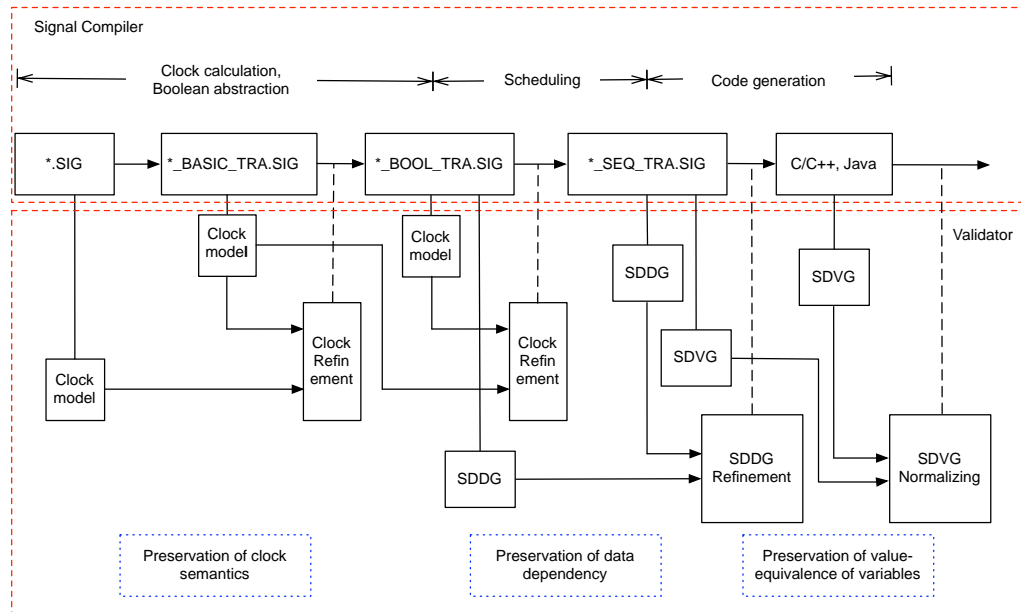 Signal Compiler
Clock calculation,
Boolean abstraction
Scheduling
Code generation
*.SIG
*_BASIC_TRA.SIG
*_BOOL_TRA.SIG
*_SEQ_TRA.SIG
C/C++, Java
Validator
Clock
model
Clock
model
SDDG
SDVG
Clock
Refin
ement
Clock
Refin
ement
SDVG
Clock
model
SDDG
SDDG
Refinement
SDVG
Normalizing
Preservation of clock
semantics
Preservation of data
dependency
Preservation of value-
equivalence of variables